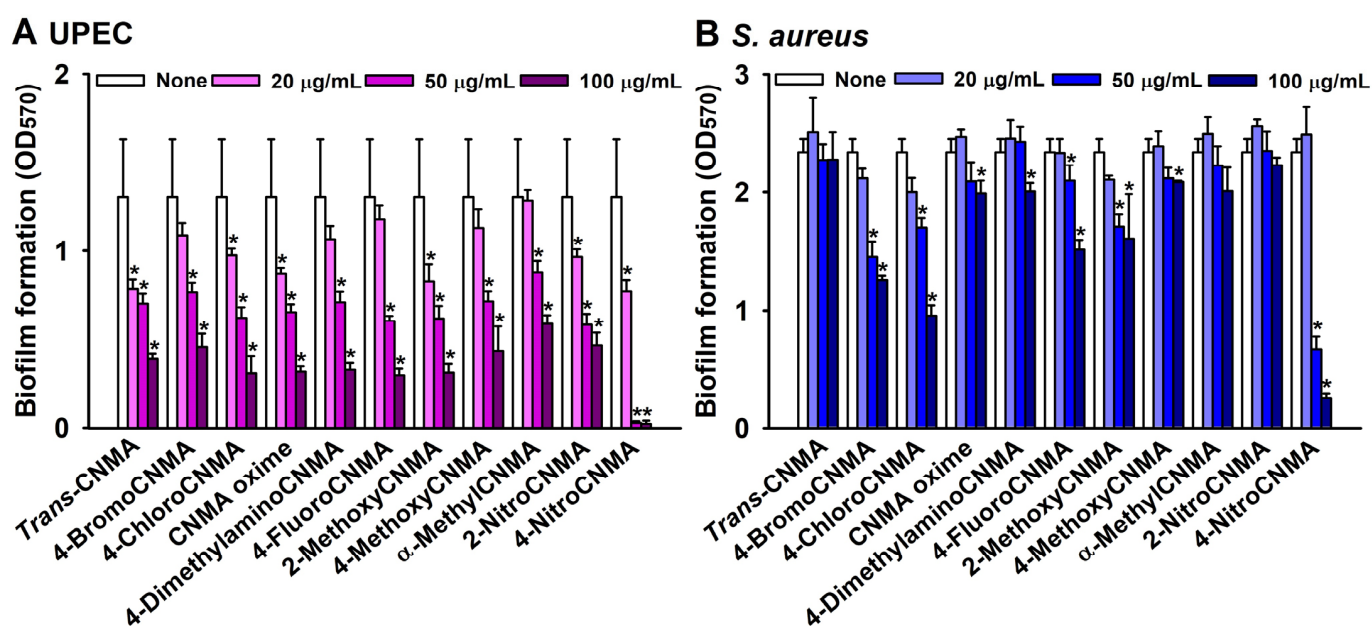 A UPEC
Biofilm formation (OD570)
2
1
0
None 20 μg/mL 50 μg/mL 100 μg/mL
* * * * * * * * * * * * * * * * * * * * * * * * * * * **
Trans-CNMA
4-BromoCNMA
4-ChloroCNMA
CNMA oxime
4-DimethylaminoCNMA
4-FluoroCNMA
2-MethoxyCNMA
4-MethoxyCNMA
α-MethylCNMA
2-NitroCNMA
4-NitroCNMA
B S. aureus
Biofilm formation (OD570)
3
2
1
0
None 20 μg/mL 50 μg/mL 100 μg/mL
* * * * * * * * * * * * *
Trans-CNMA
4-BromoCNMA
4-ChloroCNMA
CNMA oxime
4-DimethylaminoCNMA
4-FluoroCNMA
2-MethoxyCNMA
4-MethoxyCNMA
α-MethylCNMA
2-NitroCNMA
4-NitroCNMA